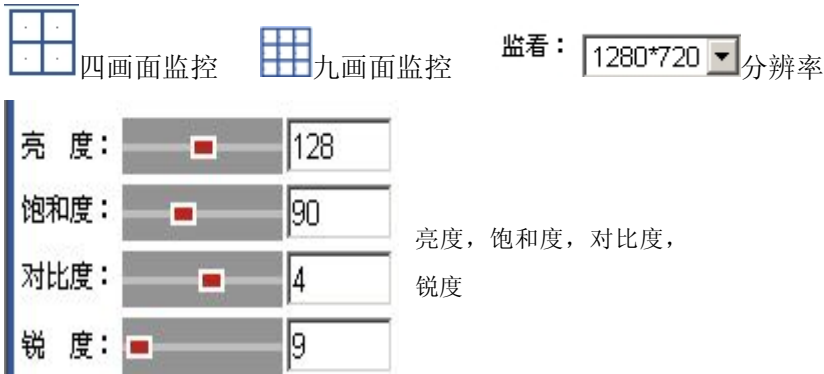 四画面监控 九画面监控 监看： 1280*720 分辨率
亮 度： 128
饱和度： 90
亮度，饱和度，对比度，
对比度： 4
锐度
锐 度： 9